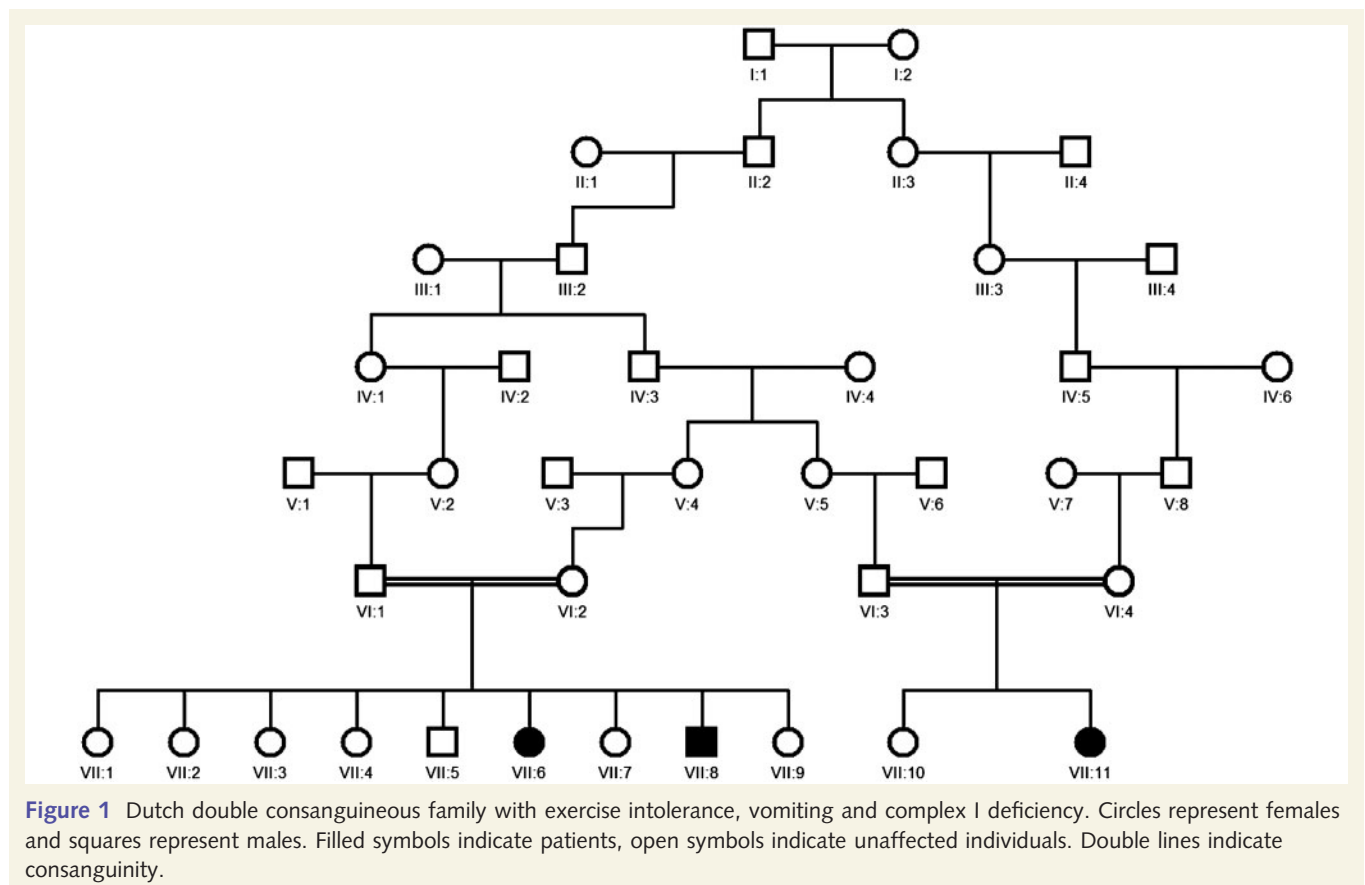 I:1 I:2
II:1 II:2 II:3 II:4
III:1 III:2 III:3 III:4
IV:1 IV:2 IV:3 IV:4 IV:5 IV:6
V:1 V:2 V:3 V:4 V:5 V:6 V:7 V:8
VI:1 VI:2 VI:3 VI:4
VII:1 VII:2 VII:3 VII:4 VII:5 VII:6 VII:7 VII:8 VII:9 VII:10 VII:11
Figure 1 Dutch double consanguineous family with exercise intolerance, vomiting and complex I deficiency. Circles represent females
and squares represent males. Filled symbols indicate patients, open symbols indicate unaffected individuals. Double lines indicate
consanguinity.